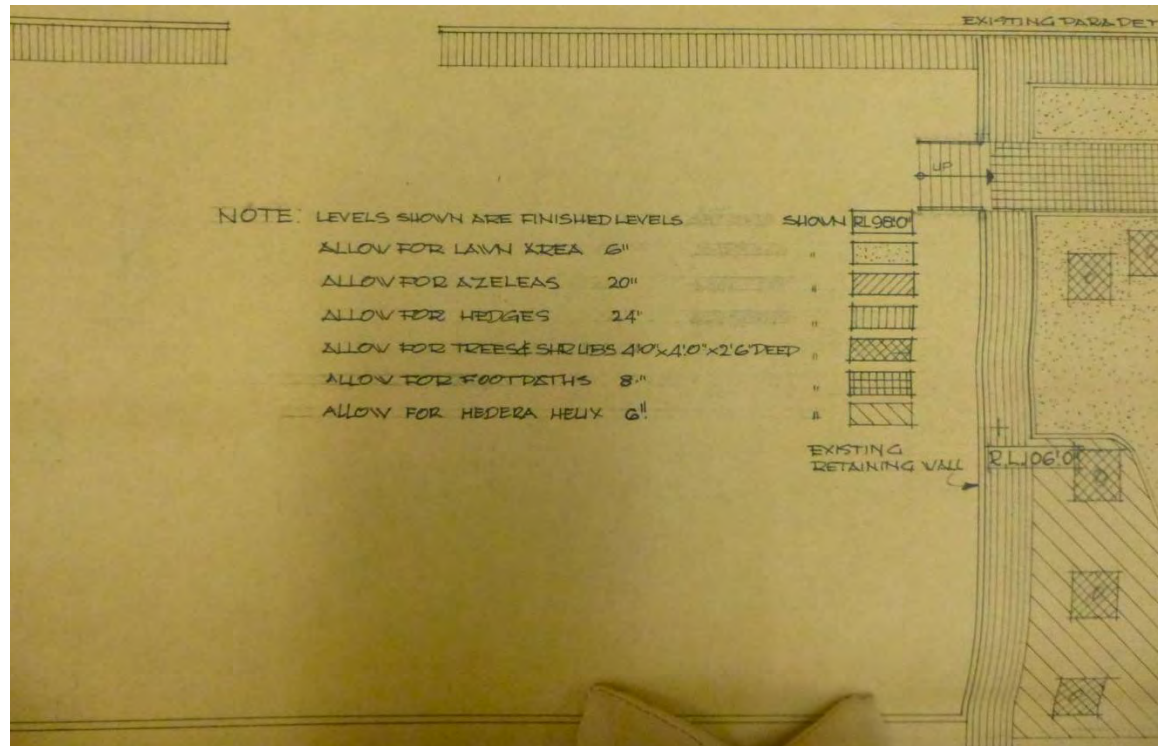 EXISTING PARAPET
UP
NOTE: LEVELS SHOWN ARE FINISHED LEVELS SHOWN RL98'0"
ALLOW FOR LAWN AREA 6" "
ALLOW FOR AZELEAS 20" "
ALLOW FOR HEDGES 24" "
ALLOW FOR TREES & SHRUBS 4'0"x4'0"x2'6" DEEP "
ALLOW FOR FOOTPATHS 8" "
ALLOW FOR HEDERA HELIX 6" "
EXISTING
RETAINING WALL
R.L.106'0"